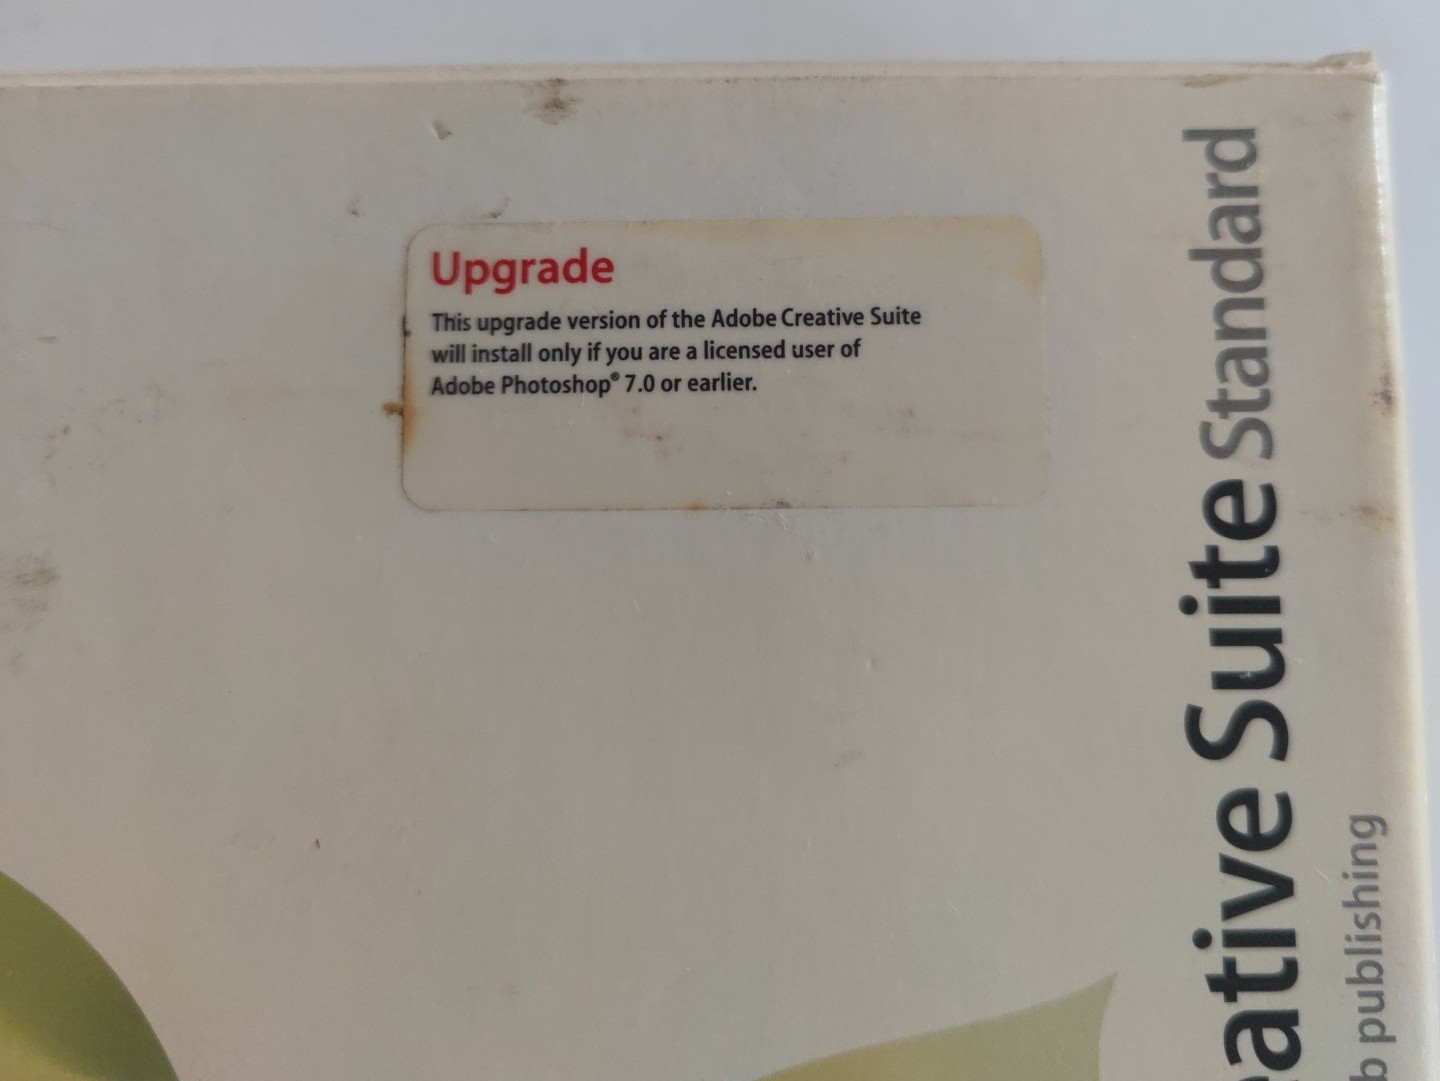 Upgrade
This upgrade version of the Adobe Creative Suite
will install only if you are a licensed user of
Adobe Photoshop® 7.0 or earlier.
eative Suite Standard
b publishing